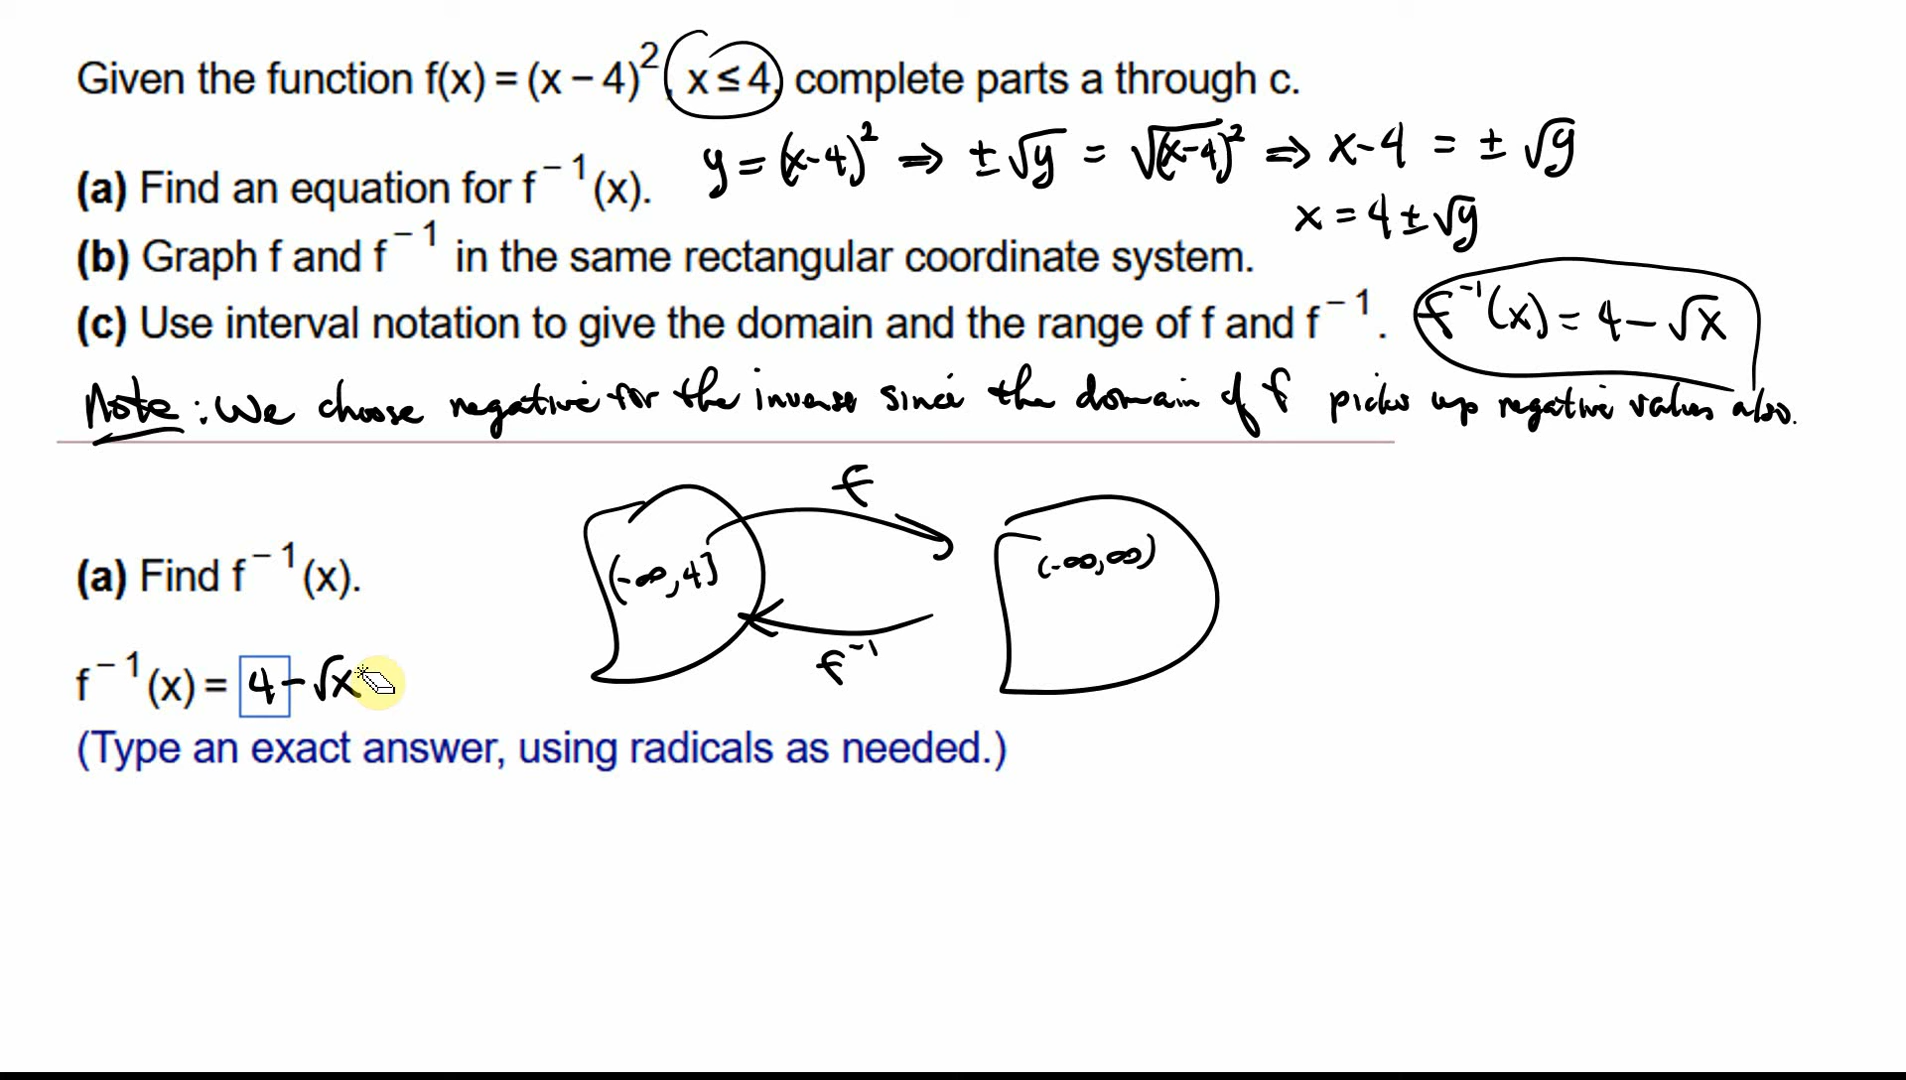 Given the function f(x) = (x − 4)², x ≤ 4, complete parts a through c.
y = (x-4)² ⇒ ± √y = √(x-4)² ⇒ x-4 = ± √y
(a) Find an equation for f⁻¹(x).
x = 4 ± √y
(b) Graph f and f⁻¹ in the same rectangular coordinate system.
(c) Use interval notation to give the domain and the range of f and f⁻¹.
f⁻¹(x) = 4 − √x
Note: We choose negative for the inverse since the domain of f picks up negative values also.
f
(-∞, 4]
(-∞, ∞)
(a) Find f⁻¹(x).
f⁻¹
f⁻¹(x) = 4 − √x
(Type an exact answer, using radicals as needed.)